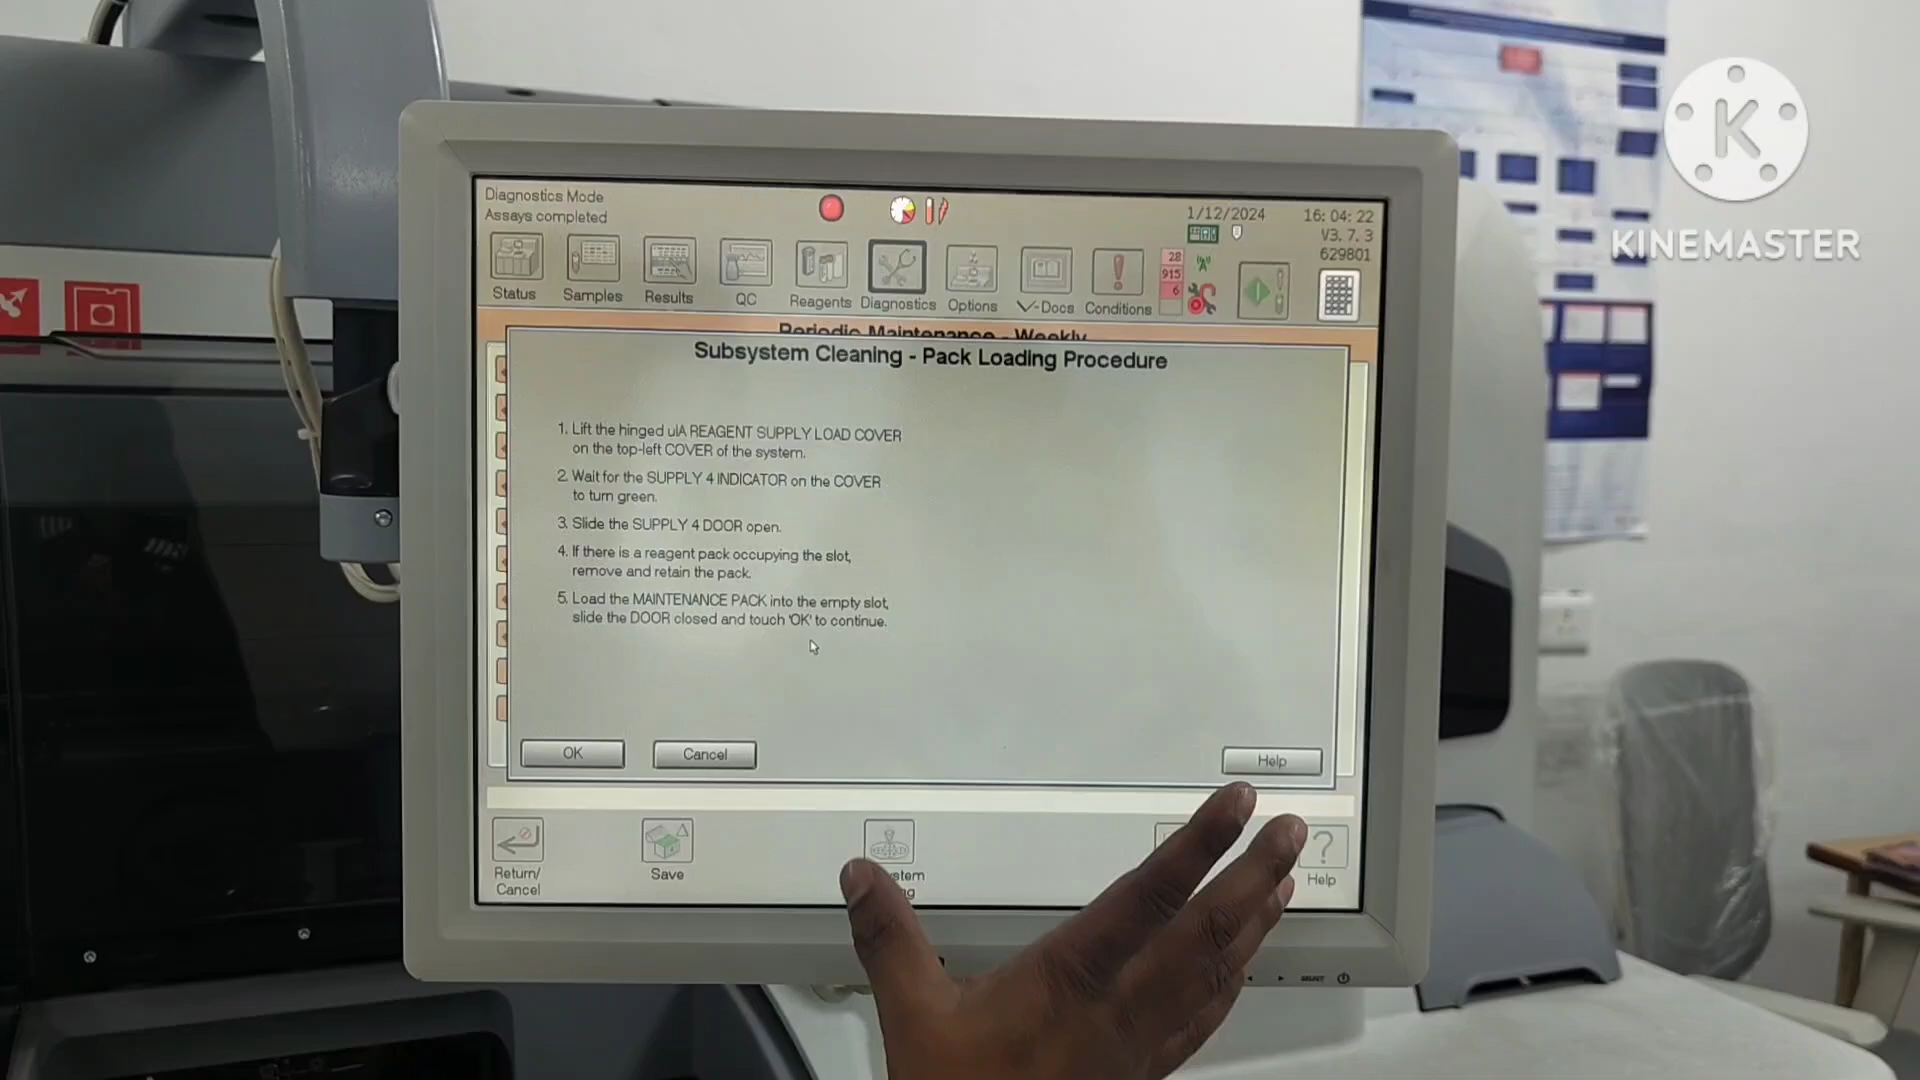 Diagnostics Mode
Assays completed
1/12/2024
16: 04: 22
V3. 7. 3
629801
28
915
6
Status
Samples
Results
QC
Reagents
Diagnostics
Options
V-Docs
Conditions
Periodic Maintenance - Weekly
Subsystem Cleaning - Pack Loading Procedure
1. Lift the hinged uIA REAGENT SUPPLY LOAD COVER
on the top-left COVER of the system.
2. Wait for the SUPPLY 4 INDICATOR on the COVER
to turn green.
3. Slide the SUPPLY 4 DOOR open.
4. If there is a reagent pack occupying the slot,
remove and retain the pack.
5. Load the MAINTENANCE PACK into the empty slot,
slide the DOOR closed and touch 'OK' to continue.
OK
Cancel
Help
Return/
Cancel
Save
stem
g
?
Help
SELECT
K
KINEMASTER